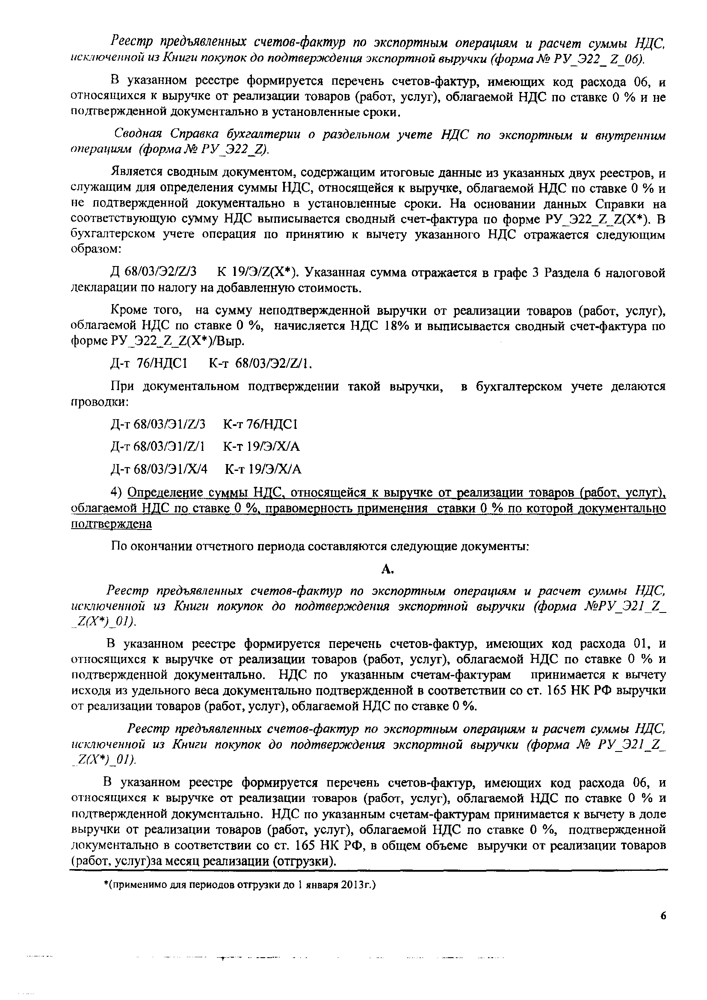 Реестр предъявленных счетов-фактур по экспортным операциям и расчет суммы НДС,
исключенной из Книги покупок до подтверждения экспортной выручки (форма № РУ_Э22_ Z_06).
В указанном реестре формируется перечень счетов-фактур, имеющих код расхода 06, и
относящихся к выручке от реализации товаров (работ, услуг), облагаемой НДС по ставке 0 % и не
подтвержденной документально в установленные сроки.
Сводная Справка бухгалтерии о раздельном учете НДС по экспортным и внутренним
операциям (форма № РУ_Э22_Z).
Является сводным документом, содержащим итоговые данные из указанных двух реестров, и
служащим для определения суммы НДС, относящейся к выручке, облагаемой НДС по ставке 0 % и
не подтвержденной документально в установленные сроки. На основании данных Справки на
соответствующую сумму НДС выписывается сводный счет-фактура по форме РУ_Э22_Z_Z(X*). В
бухгалтерском учете операция по принятию к вычету указанного НДС отражается следующим
образом:
Д 68/03/Э2/Z/3 К 19/Э/Z(X*). Указанная сумма отражается в графе 3 Раздела 6 налоговой
декларации по налогу на добавленную стоимость.
Кроме того, на сумму неподтвержденной выручки от реализации товаров (работ, услуг),
облагаемой НДС по ставке 0 %, начисляется НДС 18% и выписывается сводный счет-фактура по
форме РУ_Э22_Z_Z(X*)/Выр.
Д-т 76/НДС1 К-т 68/03/Э2/Z/1.
При документальном подтверждении такой выручки, в бухгалтерском учете делаются
проводки:
Д-т 68/03/Э1/Z/3 К-т 76/НДС1
Д-т 68/03/Э1/Z/1 К-т 19/Э/X/А
Д-т 68/03/Э1/X/4 К-т 19/Э/X/А
4) Определение суммы НДС, относящейся к выручке от реализации товаров (работ, услуг),
облагаемой НДС по ставке 0 %, правомерность применения ставки 0 % по которой документально
подтверждена
По окончании отчетного периода составляются следующие документы:
А.
Реестр предъявленных счетов-фактур по экспортным операциям и расчет суммы НДС,
исключенной из Книги покупок до подтверждения экспортной выручки (форма №РУ_Э21_Z_
_Z(X*)_01).
В указанном реестре формируется перечень счетов-фактур, имеющих код расхода 01, и
относящихся к выручке от реализации товаров (работ, услуг), облагаемой НДС по ставке 0 % и
подтвержденной документально. НДС по указанным счетам-фактурам принимается к вычету
исходя из удельного веса документально подтвержденной в соответствии со ст. 165 НК РФ выручки
от реализации товаров (работ, услуг), облагаемой НДС по ставке 0 %.
Реестр предъявленных счетов-фактур по экспортным операциям и расчет суммы НДС,
исключенной из Книги покупок до подтверждения экспортной выручки (форма № РУ_Э21_Z_
_Z(X*)_01).
В указанном реестре формируется перечень счетов-фактур, имеющих код расхода 06, и
относящихся к выручке от реализации товаров (работ, услуг), облагаемой НДС по ставке 0 % и
подтвержденной документально. НДС по указанным счетам-фактурам принимается к вычету в доле
выручки от реализации товаров (работ, услуг), облагаемой НДС по ставке 0 %, подтвержденной
документально в соответствии со ст. 165 НК РФ, в общем объеме выручки от реализации товаров
(работ, услуг)за месяц реализации (отгрузки).
*(применимо для периодов отгрузки до 1 января 2013г.)
6